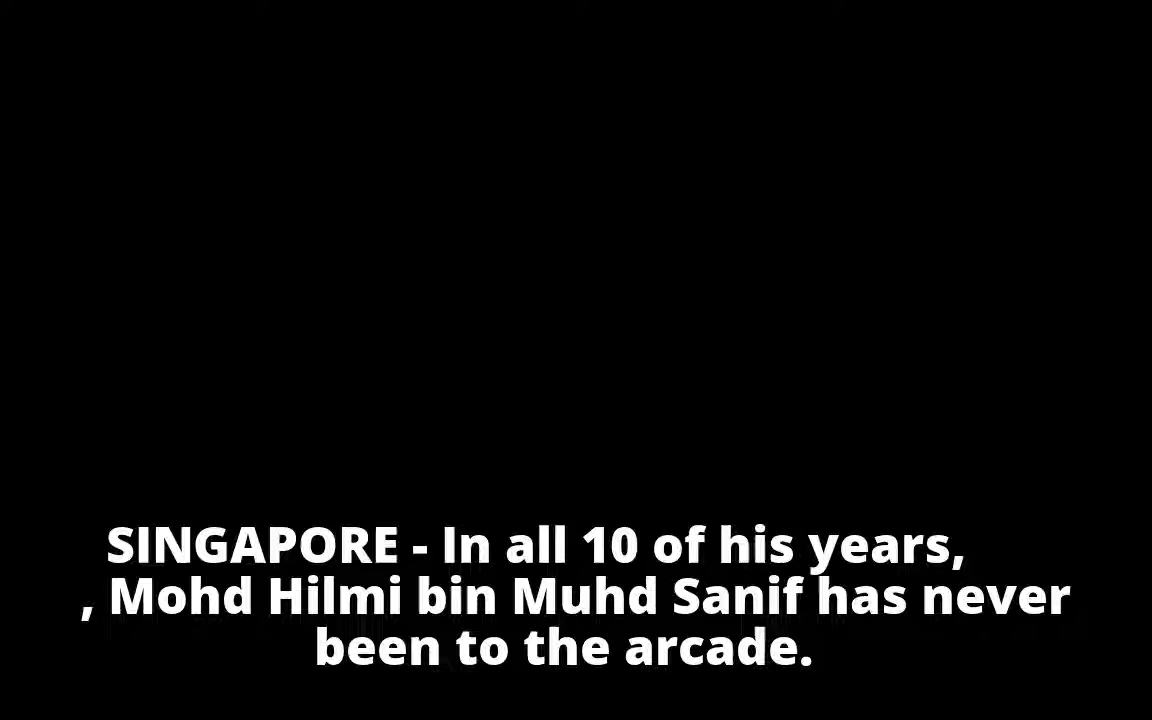 SINGAPORE - In all 10 of his years,
, Mohd Hilmi bin Muhd Sanif has never
been to the arcade.